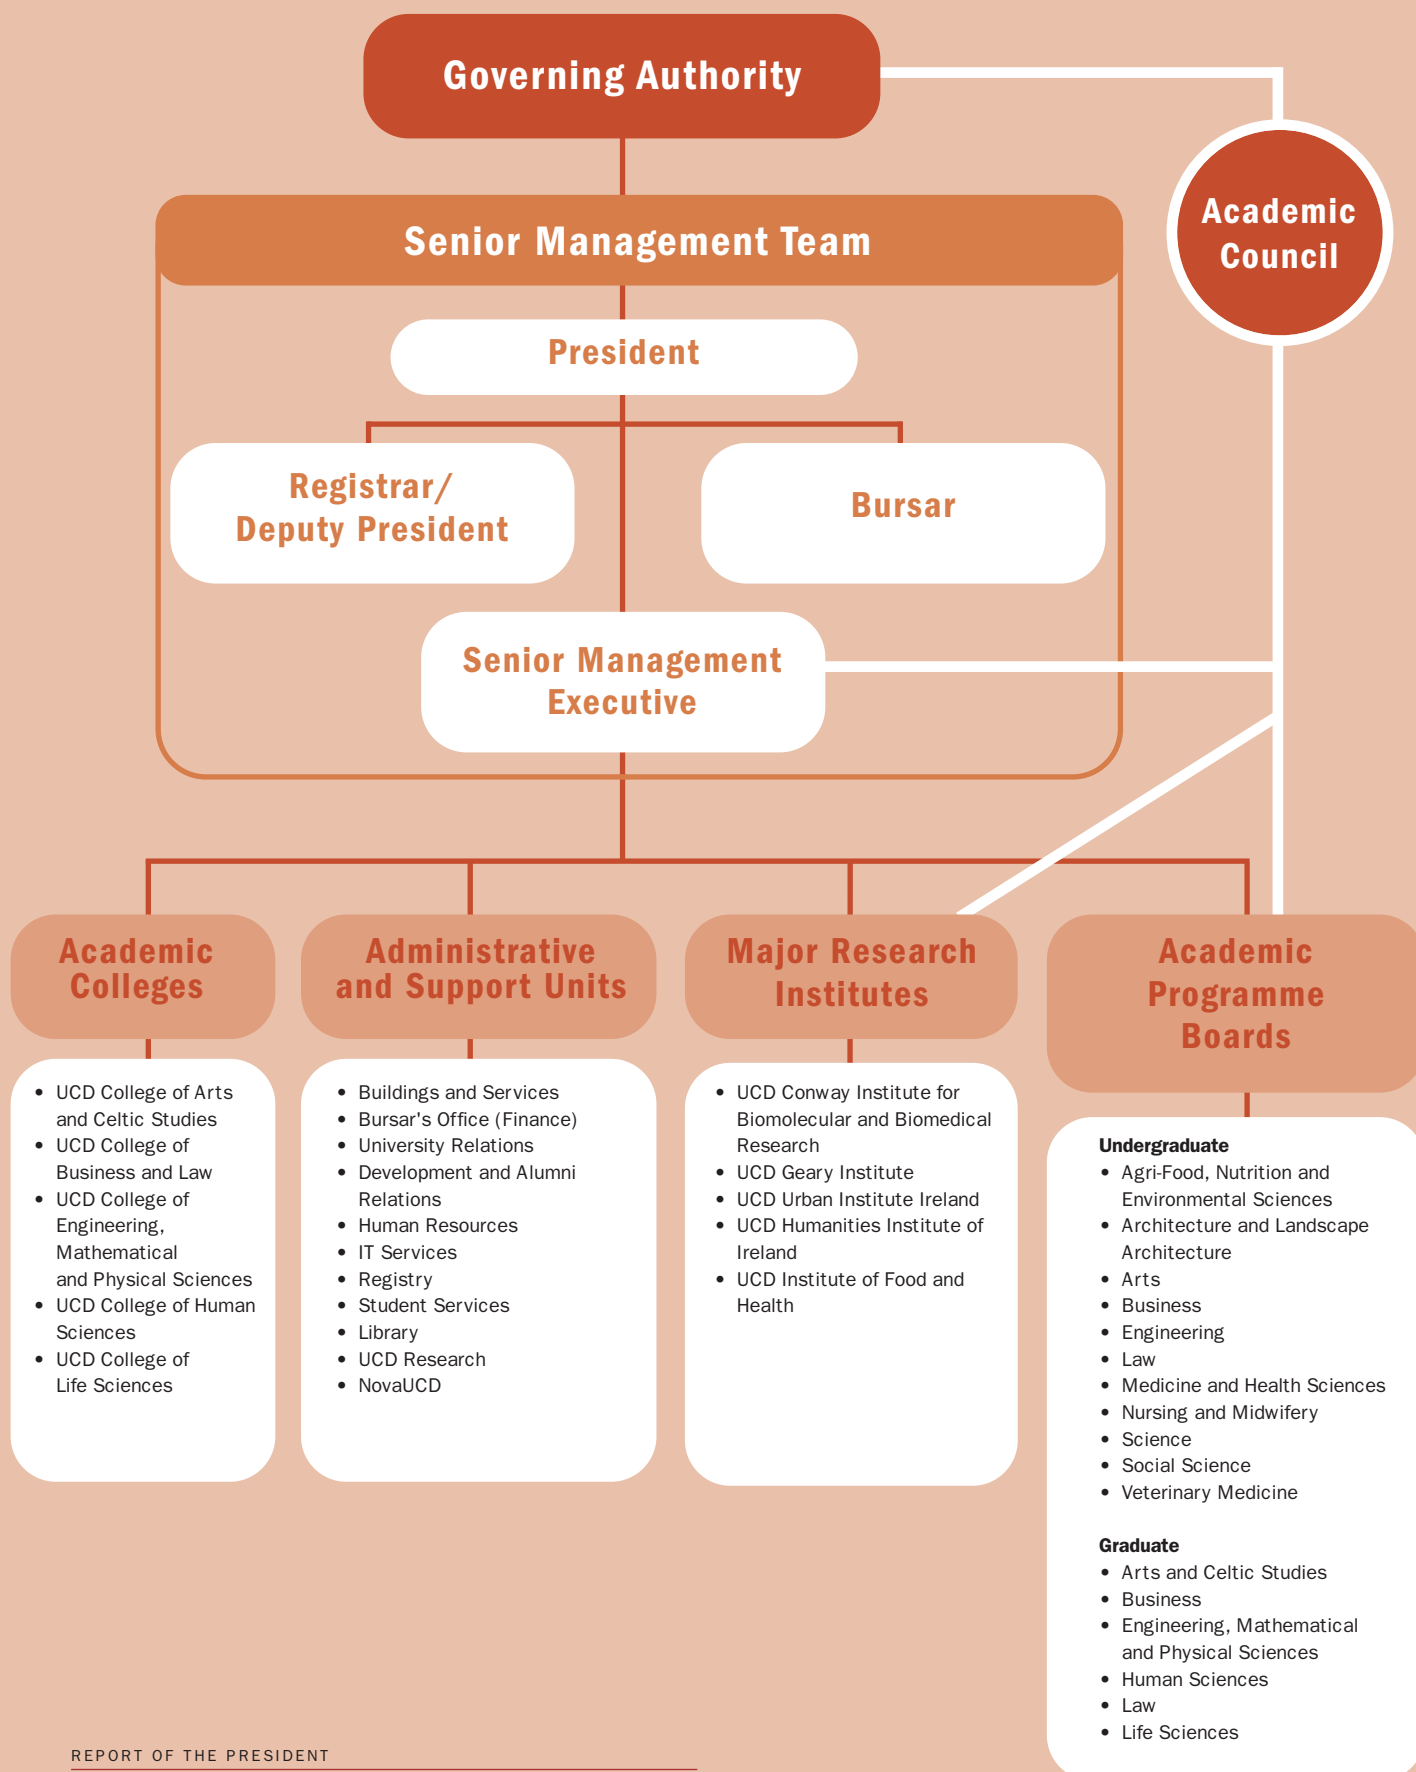 Governing Authority
Academic
Council
Senior Management Team
President
Registrar/
Deputy President
Bursar
Senior Management
Executive
Academic
Colleges
• UCD College of Arts
and Celtic Studies
• UCD College of
Business and Law
• UCD College of
Engineering,
Mathematical
and Physical Sciences
• UCD College of Human
Sciences
• UCD College of
Life Sciences
Administrative
and Support Units
• Buildings and Services
• Bursar's Office (Finance)
• University Relations
• Development and Alumni
Relations
• Human Resources
• IT Services
• Registry
• Student Services
• Library
• UCD Research
• NovaUCD
Major Research
Institutes
• UCD Conway Institute for
Biomolecular and Biomedical
Research
• UCD Geary Institute
• UCD Urban Institute Ireland
• UCD Humanities Institute of
Ireland
• UCD Institute of Food and
Health
Academic
Programme
Boards
Undergraduate
• Agri-Food, Nutrition and
Environmental Sciences
• Architecture and Landscape
Architecture
• Arts
• Business
• Engineering
• Law
• Medicine and Health Sciences
• Nursing and Midwifery
• Science
• Social Science
• Veterinary Medicine
Graduate
• Arts and Celtic Studies
• Business
• Engineering, Mathematical
and Physical Sciences
• Human Sciences
• Law
• Life Sciences
REPORT OF THE PRESIDENT